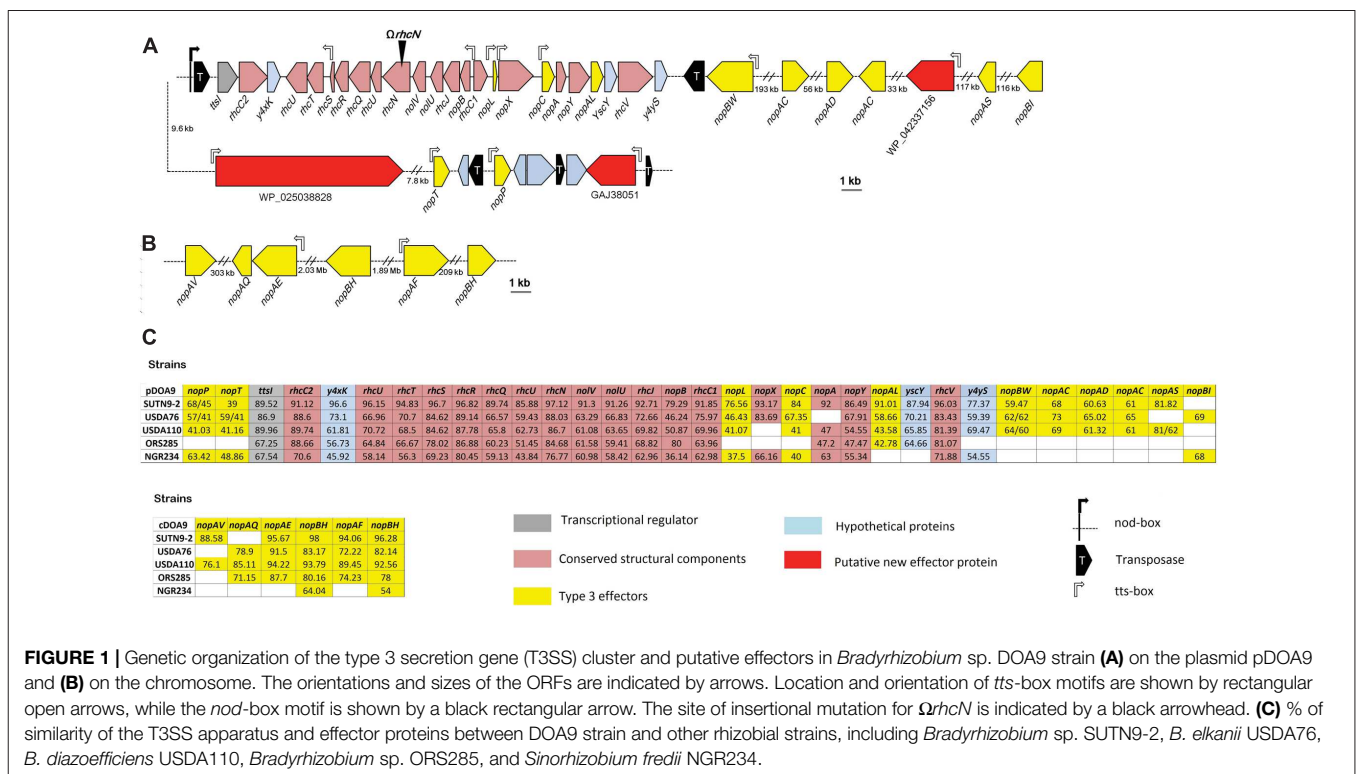 A
ΩrhcN
T
ttsI
rhcC2
y4xK
rhcU
rhcT
rhcS
rhcR
rhcQ
rhcU
rhcN
nolV
nolU
rhcJ
nopB
rhcC1
nopL
nopX
nopC
nopA
nopY
nopAL
YscY
rhcV
y4yS
T
nopBW
193 kb
nopAC
56 kb
nopAD
nopAC
33 kb
WP_042337156
117 kb
nopAS
116 kb
nopBI
9.6 kb
WP_025038828
7.8 kb
nopT
T
nopP
T
GAJ38051
T
1 kb
B
nopAV
303 kb
nopAQ
nopAE
2.03 Mb
nopBH
1.89 Mb
nopAF
209 kb
nopBH
1 kb
C
Strains
pDOA9 nopP nopT ttsI rhcC2 y4xK rhcU rhcT rhcS rhcR rhcQ rhcU rhcN nolV nolU rhcJ nopB rhcC1 nopL nopX nopC nopA nopY nopAL yscY rhcV y4yS nopBW nopAC nopAD nopAC nopAS nopBI
SUTN9-2 68/45 39 89.52 91.12 96.6 96.15 94.83 96.7 96.82 89.74 85.88 97.12 91.3 91.26 92.71 79.29 91.85 76.56 93.17 84 92 86.49 91.01 87.94 96.03 77.37 59.47 68 60.63 61 81.82
USDA76 57/41 59/41 86.9 88.6 73.1 66.96 70.7 84.62 89.14 66.57 59.43 88.03 63.29 66.83 72.66 46.24 75.97 46.43 83.69 67.35 67.91 58.66 70.21 83.43 59.39 62/62 73 65.02 65 69
USDA110 41.03 41.16 89.96 89.74 61.81 70.72 68.5 84.62 87.78 65.8 62.73 86.7 61.08 63.65 69.82 50.87 69.96 41.07 41 47 54.55 43.58 65.85 81.39 69.47 64/60 69 61.32 61 81/62
ORS285 67.25 88.66 56.73 64.84 66.67 78.02 86.88 60.23 51.45 84.68 61.58 59.41 68.82 80 63.96 47.2 47.47 42.78 64.66 81.07
NGR234 63.42 48.86 67.54 70.6 45.92 58.14 56.3 69.23 80.45 59.13 43.84 76.77 60.98 58.42 62.96 36.14 62.98 37.5 66.16 40 63 55.34 71.88 54.55 68
Strains
cDOA9 nopAV nopAQ nopAE nopBH nopAF nopBH
SUTN9-2 88.58 95.67 98 94.06 96.28
USDA76 78.9 91.5 83.17 72.22 82.14
USDA110 76.1 85.11 94.22 93.79 89.45 92.56
ORS285 71.15 87.7 80.16 74.23 78
NGR234 64.04 54
Transcriptional regulator
Conserved structural components
Type 3 effectors
Hypothetical proteins
Putative new effector protein
nod-box
T Transposase
tts-box
FIGURE 1 | Genetic organization of the type 3 secretion gene (T3SS) cluster and putative effectors in Bradyrhizobium sp. DOA9 strain (A) on the plasmid pDOA9
and (B) on the chromosome. The orientations and sizes of the ORFs are indicated by arrows. Location and orientation of tts-box motifs are shown by rectangular
open arrows, while the nod-box motif is shown by a black rectangular arrow. The site of insertional mutation for ΩrhcN is indicated by a black arrowhead. (C) % of
similarity of the T3SS apparatus and effector proteins between DOA9 strain and other rhizobial strains, including Bradyrhizobium sp. SUTN9-2, B. elkanii USDA76,
B. diazoefficiens USDA110, Bradyrhizobium sp. ORS285, and Sinorhizobium fredii NGR234.